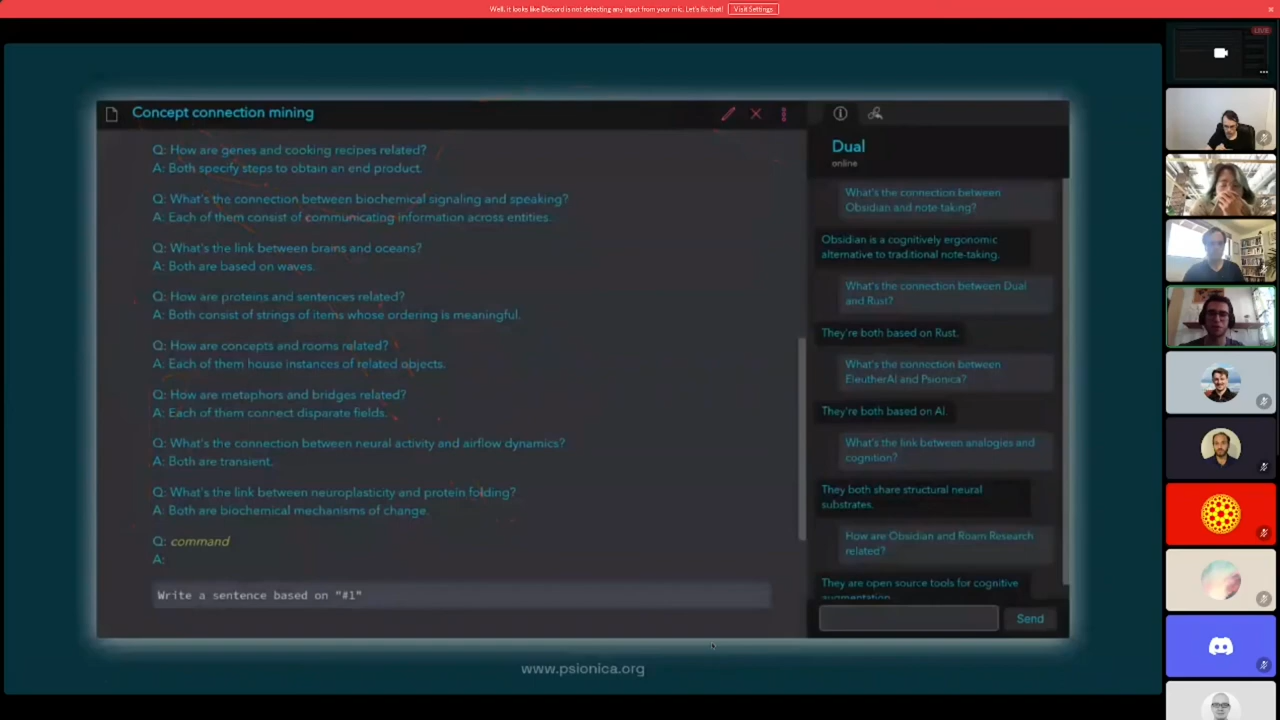 Well, it looks like Discord is not detecting any input from your mic. Let's fix that!
Visit Settings
LIVE
Concept connection mining
Q: How are genes and cooking recipes related?
A: Both specify steps to obtain an end product.
Q: What's the connection between biochemical signaling and speaking?
A: Each of them consist of communicating information across entities.
Q: What's the link between brains and oceans?
A: Both are based on waves.
Q: How are proteins and sentences related?
A: Both consist of strings of items whose ordering is meaningful.
Q: How are concepts and rooms related?
A: Each of them house instances of related objects.
Q: How are metaphors and bridges related?
A: Each of them connect disparate fields.
Q: What's the connection between neural activity and airflow dynamics?
A: Both are transient.
Q: What's the link between neuroplasticity and protein folding?
A: Both are biochemical mechanisms of change.
Q: command
A:
Write a sentence based on "#1"
Dual
online
What's the connection between
Obsidian and note taking?
Obsidian is a cognitively ergonomic
alternative to traditional note-taking.
What's the connection between Dual
and Rust?
They're both based on Rust.
What's the connection between
EleutherAI and Psionica?
They're both based on AI.
What's the link between analogies and
cognition?
They both share structural neural
substrates.
How are Obsidian and Roam Research
related?
They are open source tools for cognitive
augmentation.
Send
www.psionica.org